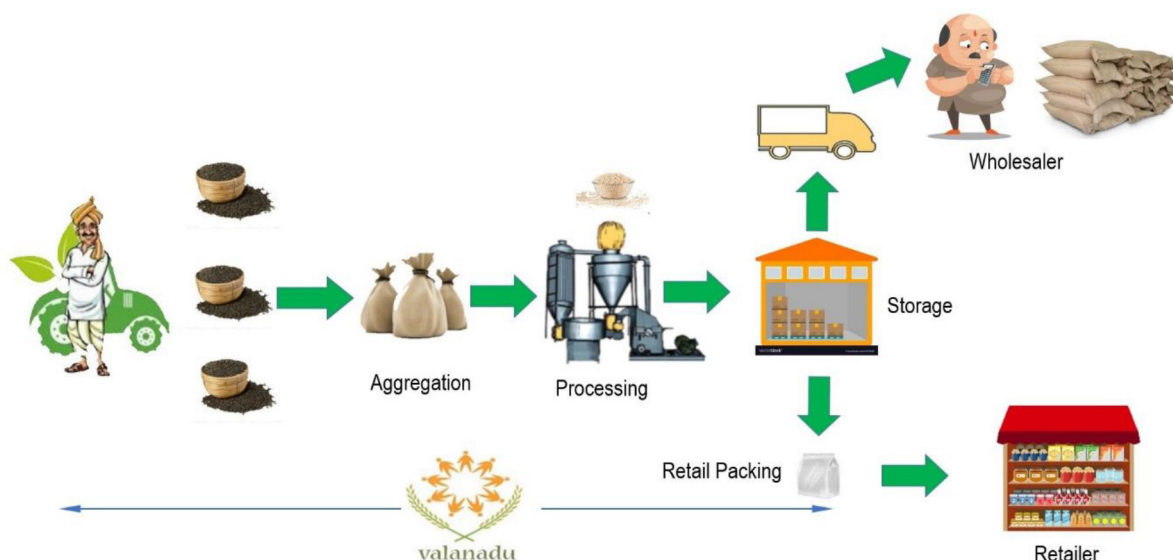 Wholesaler
Storage
Aggregation
Processing
Retail Packing
valanadu
Retailer